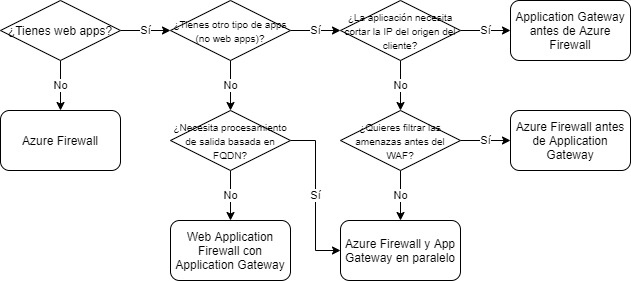 ¿Tienes web apps?
Sí
¿Tienes otro tipo de apps
(no web apps)?
Sí
¿La aplicación necesita
cortar la IP del origen del
cliente?
Sí
Application Gateway
antes de Azure
Firewall
No
No
No
Azure Firewall
¿Necesita procesamiento
de salida basada en
FQDN?
¿Quieres filtrar las
amenazas antes del
WAF?
Sí
Azure Firewall antes
de Application
Gateway
No
Sí
No
Web Application
Firewall con
Application Gateway
Azure Firewall y App
Gateway en paralelo